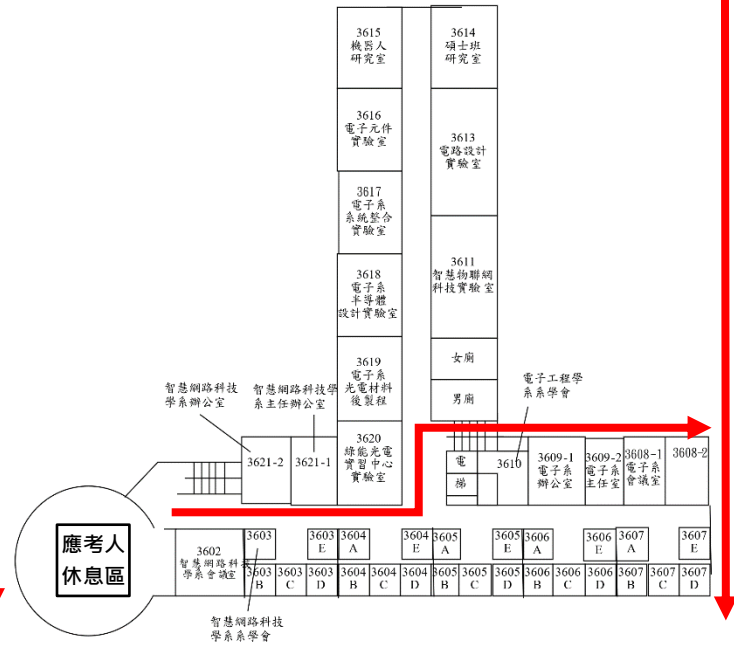 3615
機器人
研究室
3614
碩士班
研究室
3616
電子元件
實驗室
3613
電路設計
實驗室
3617
電子系
系統整合
實驗室
3611
智慧物聯網
科技實驗室
3618
電子系
半導體
設計實驗室
3619
電子系
光電材料
後製程
女廁
男廁
電子工程學
系系學會
智慧網路科技
學系辦公室
智慧網路科技學
系主任辦公室
3621-2
3621-1
3620
綠能光電
實習中心
實驗室
電
梯
3610
3609-1
電子系
辦公室
3609-2
電子系
主任室
3608-1
電子系
會議室
3608-2
應考人
休息區
3602
智慧網路科技
學系會議室
3603
3603
E
3604
A
3604
E
3605
A
3605
E
3606
A
3606
E
3607
A
3607
E
3603
B
3603
C
3603
D
3604
B
3604
C
3604
D
3605
B
3605
C
3605
D
3606
B
3606
C
3606
D
3607
B
3607
C
3607
D
智慧網路科技
學系系學會